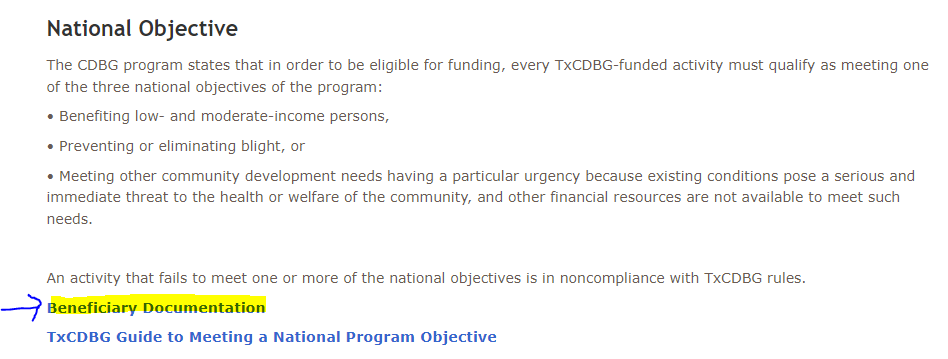 National Objective
The CDBG program states that in order to be eligible for funding, every TxCDBG-funded activity must qualify as meeting one
of the three national objectives of the program:
• Benefiting low- and moderate-income persons,
• Preventing or eliminating blight, or
• Meeting other community development needs having a particular urgency because existing conditions pose a serious and
immediate threat to the health or welfare of the community, and other financial resources are not available to meet such
needs.
An activity that fails to meet one or more of the national objectives is in noncompliance with TxCDBG rules.
Beneficiary Documentation
TxCDBG Guide to Meeting a National Program Objective